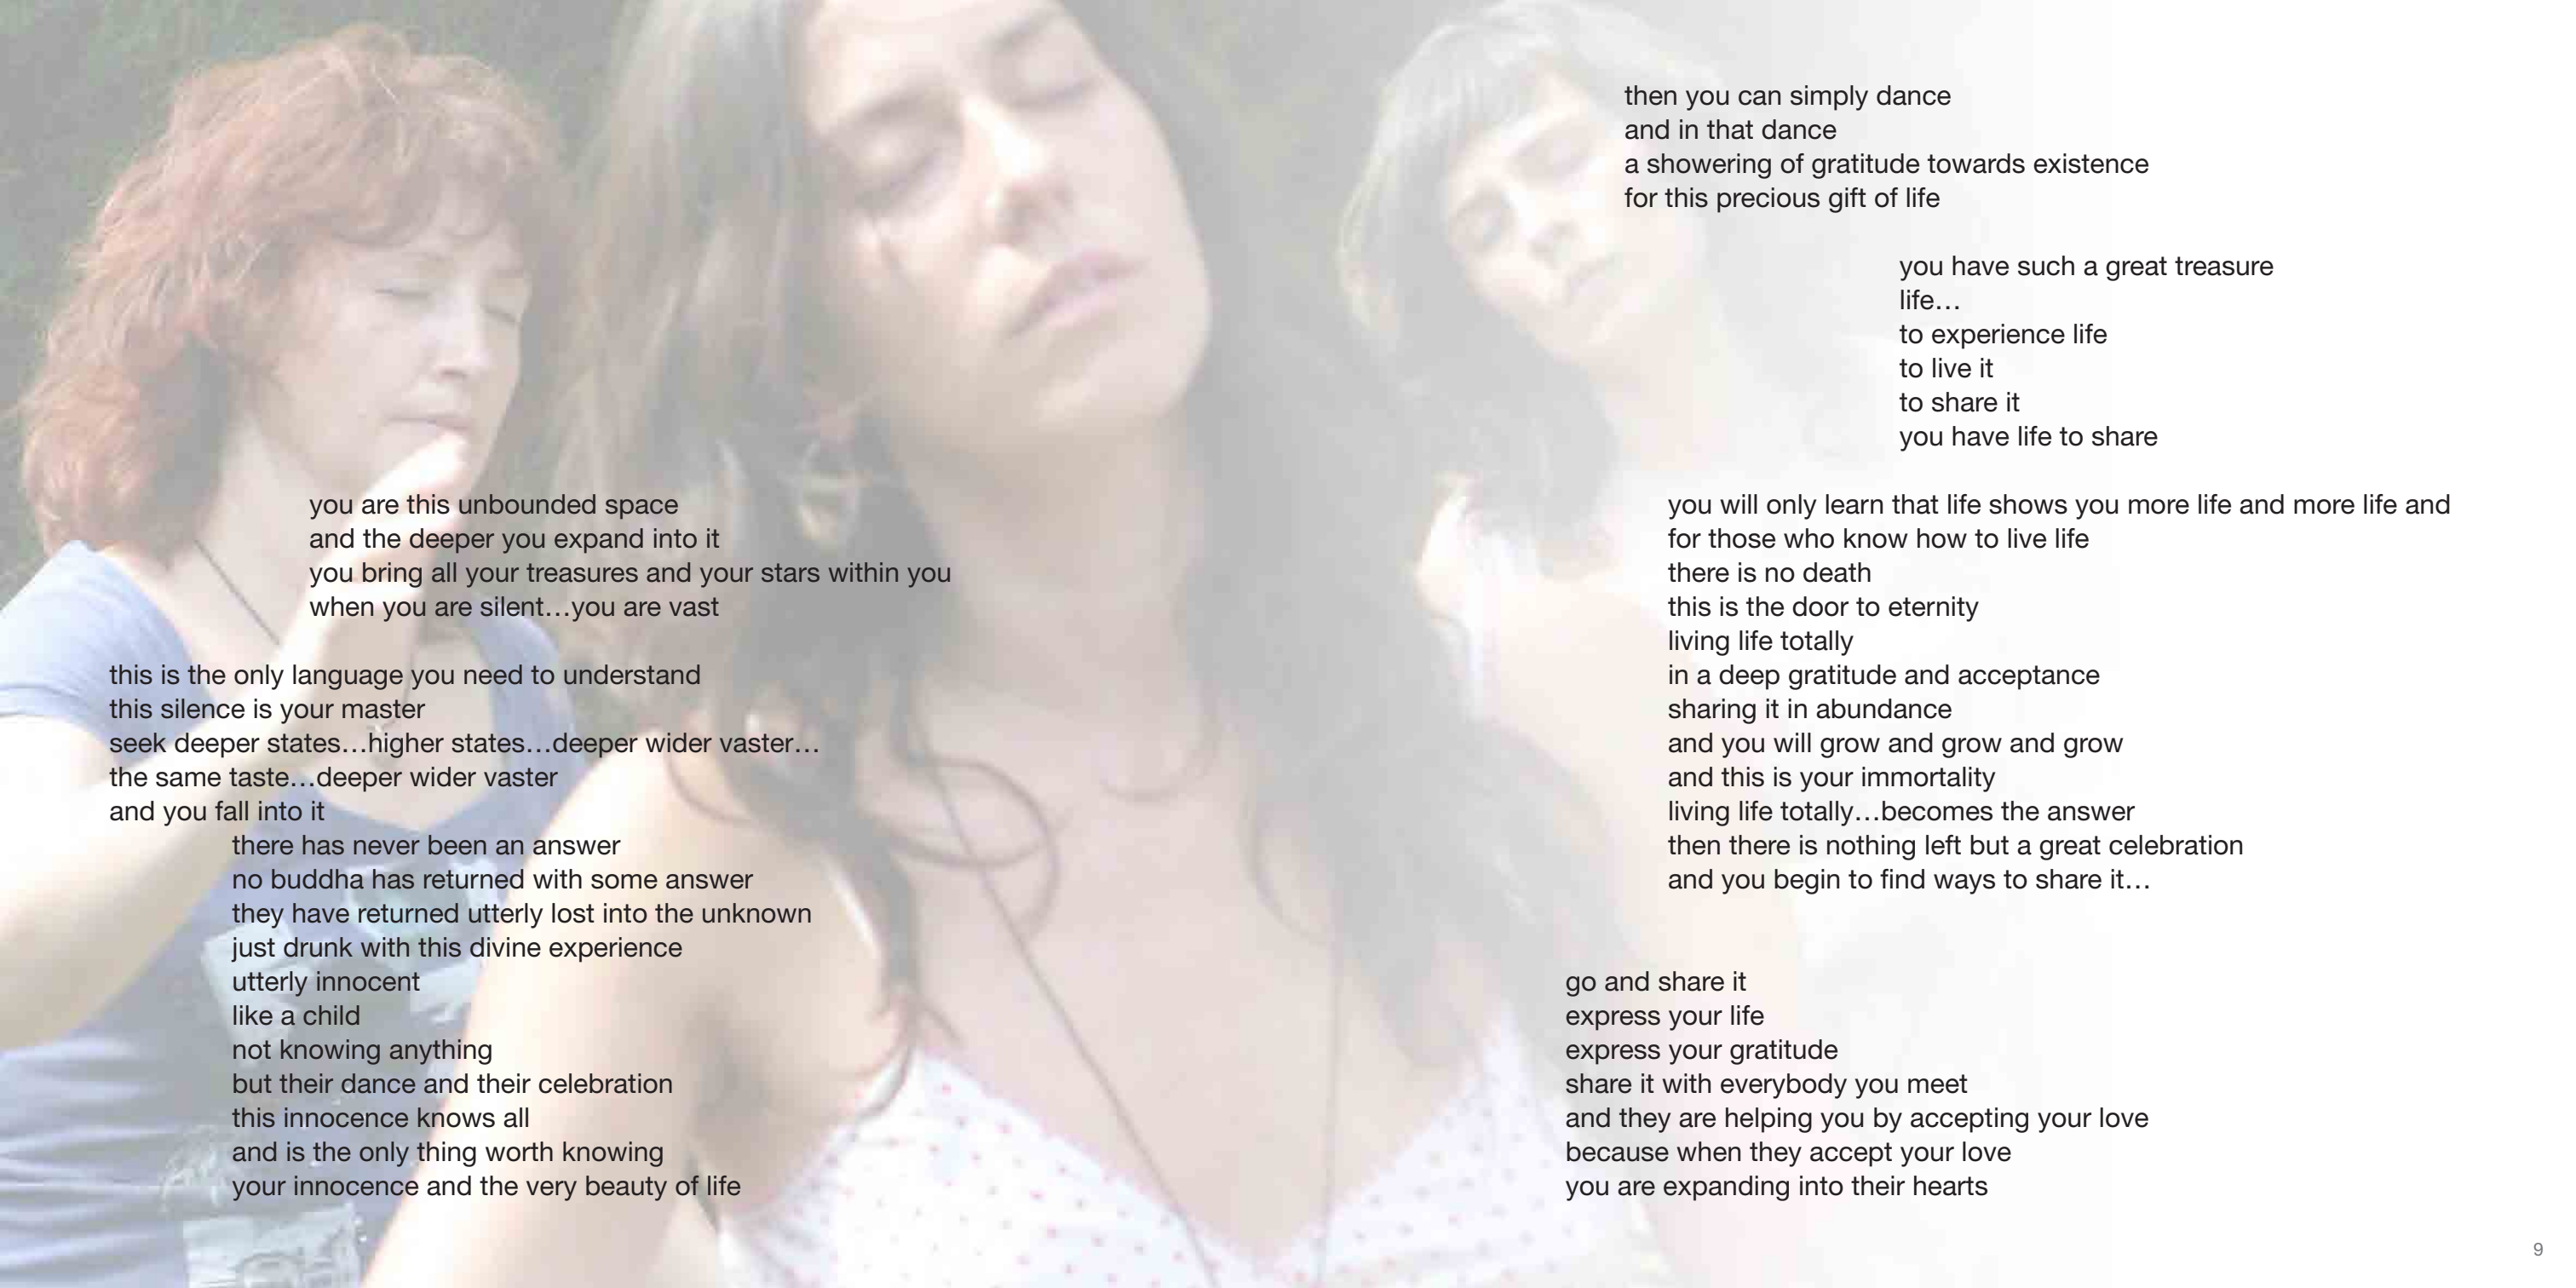 you are this unbounded space
and the deeper you expand into it
you bring all your treasures and your stars within you
when you are silent…you are vast
this is the only language you need to understand
this silence is your master
seek deeper states…higher states…deeper wider vaster…
the same taste…deeper wider vaster
and you fall into it
there has never been an answer
no buddha has returned with some answer
they have returned utterly lost into the unknown
just drunk with this divine experience
utterly innocent
like a child
not knowing anything
but their dance and their celebration
this innocence knows all
and is the only thing worth knowing
your innocence and the very beauty of life
then you can simply dance
and in that dance
a showering of gratitude towards existence
for this precious gift of life
you have such a great treasure
life…
to experience life
to live it
to share it
you have life to share
you will only learn that life shows you more life and more life and
for those who know how to live life
there is no death
this is the door to eternity
living life totally
in a deep gratitude and acceptance
sharing it in abundance
and you will grow and grow and grow
and this is your immortality
living life totally…becomes the answer
then there is nothing left but a great celebration
and you begin to find ways to share it…
go and share it
express your life
express your gratitude
share it with everybody you meet
and they are helping you by accepting your love
because when they accept your love
you are expanding into their hearts
9